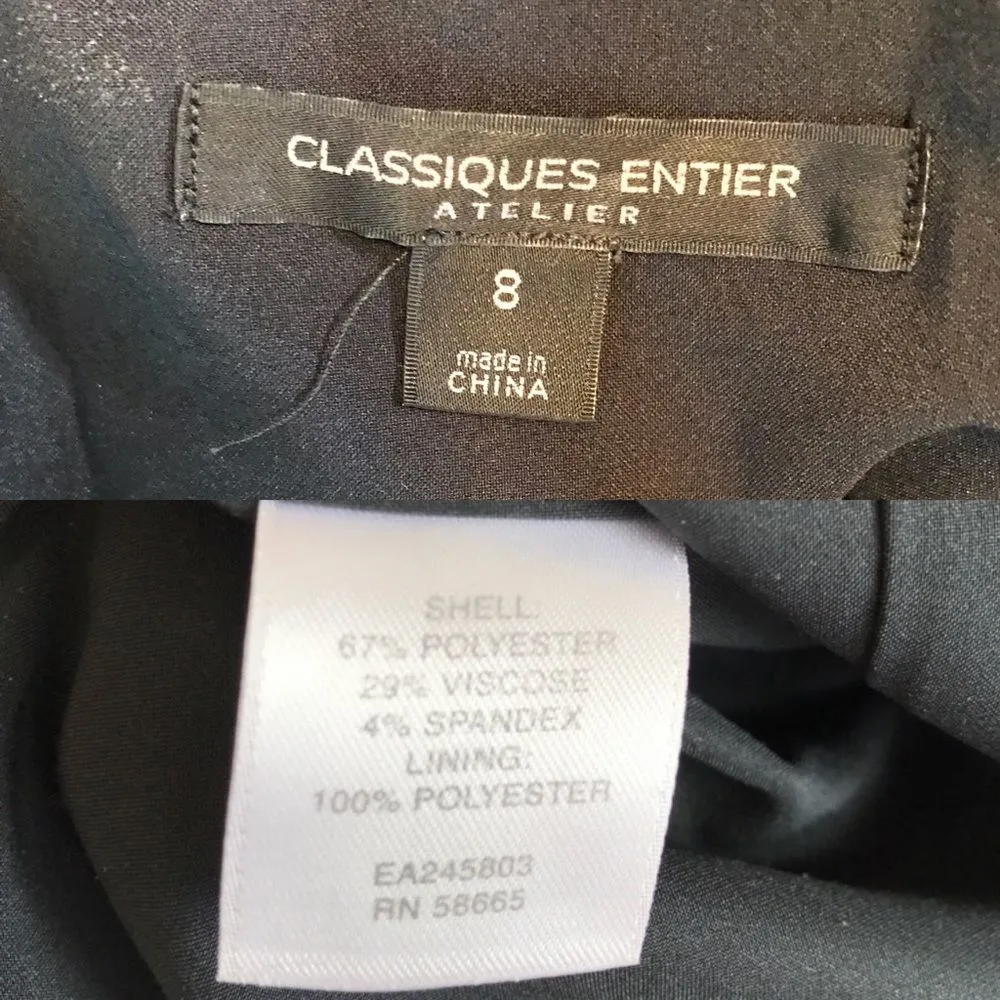 CLASSIQUES ENTIER
ATELIER
8
made in
CHINA
SHELL:
67% POLYESTER
29% VISCOSE
4% SPANDEX
LINING:
100% POLYESTER
EA245803
RN 58665